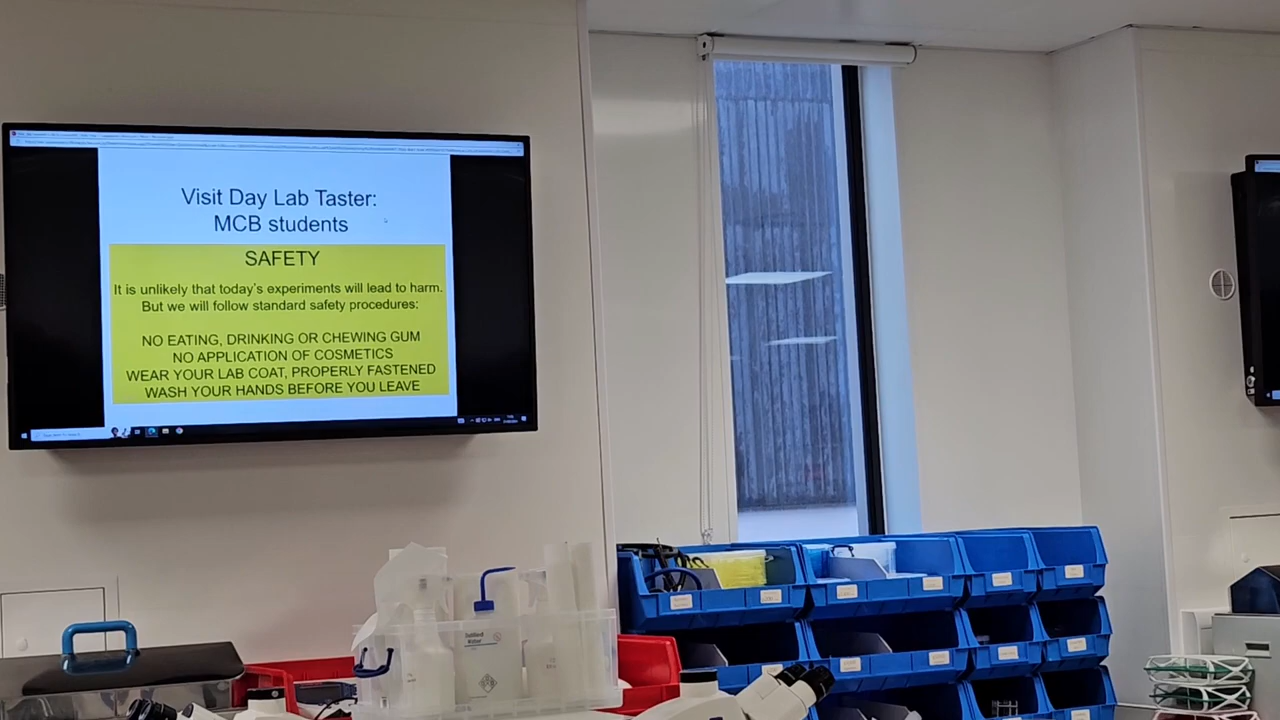 Visit Day Lab Taster:
MCB students
SAFETY
It is unlikely that today's experiments will lead to harm.
But we will follow standard safety procedures:
NO EATING, DRINKING OR CHEWING GUM
NO APPLICATION OF COSMETICS
WEAR YOUR LAB COAT, PROPERLY FASTENED
WASH YOUR HANDS BEFORE YOU LEAVE
Distilled
Water